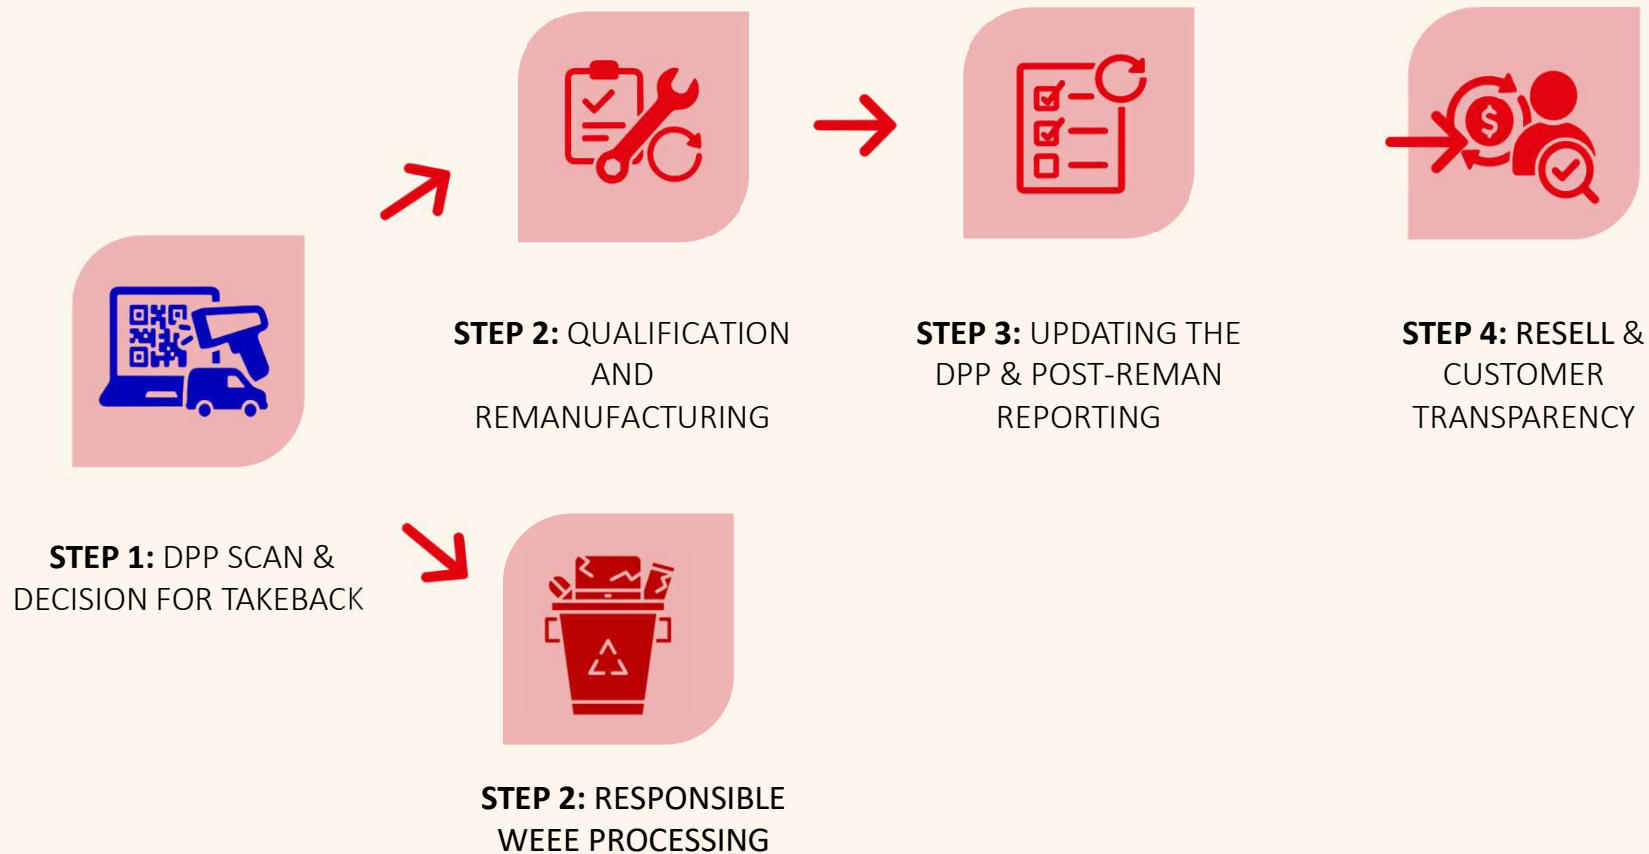 STEP 1: DPP SCAN &
DECISION FOR TAKEBACK
STEP 2: QUALIFICATION
AND
REMANUFACTURING
STEP 3: UPDATING THE
DPP & POST-REMAN
REPORTING
$
STEP 4: RESELL &
CUSTOMER
TRANSPARENCY
STEP 2: RESPONSIBLE
WEEE PROCESSING